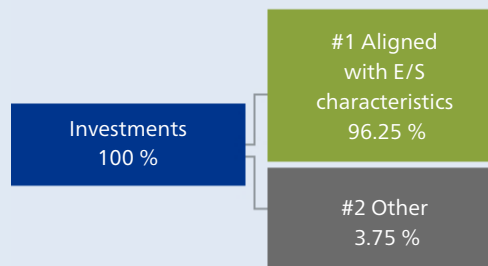 Investments
100 %
#1 Aligned
with E/S
characteristics
96.25 %
#2 Other
3.75 %